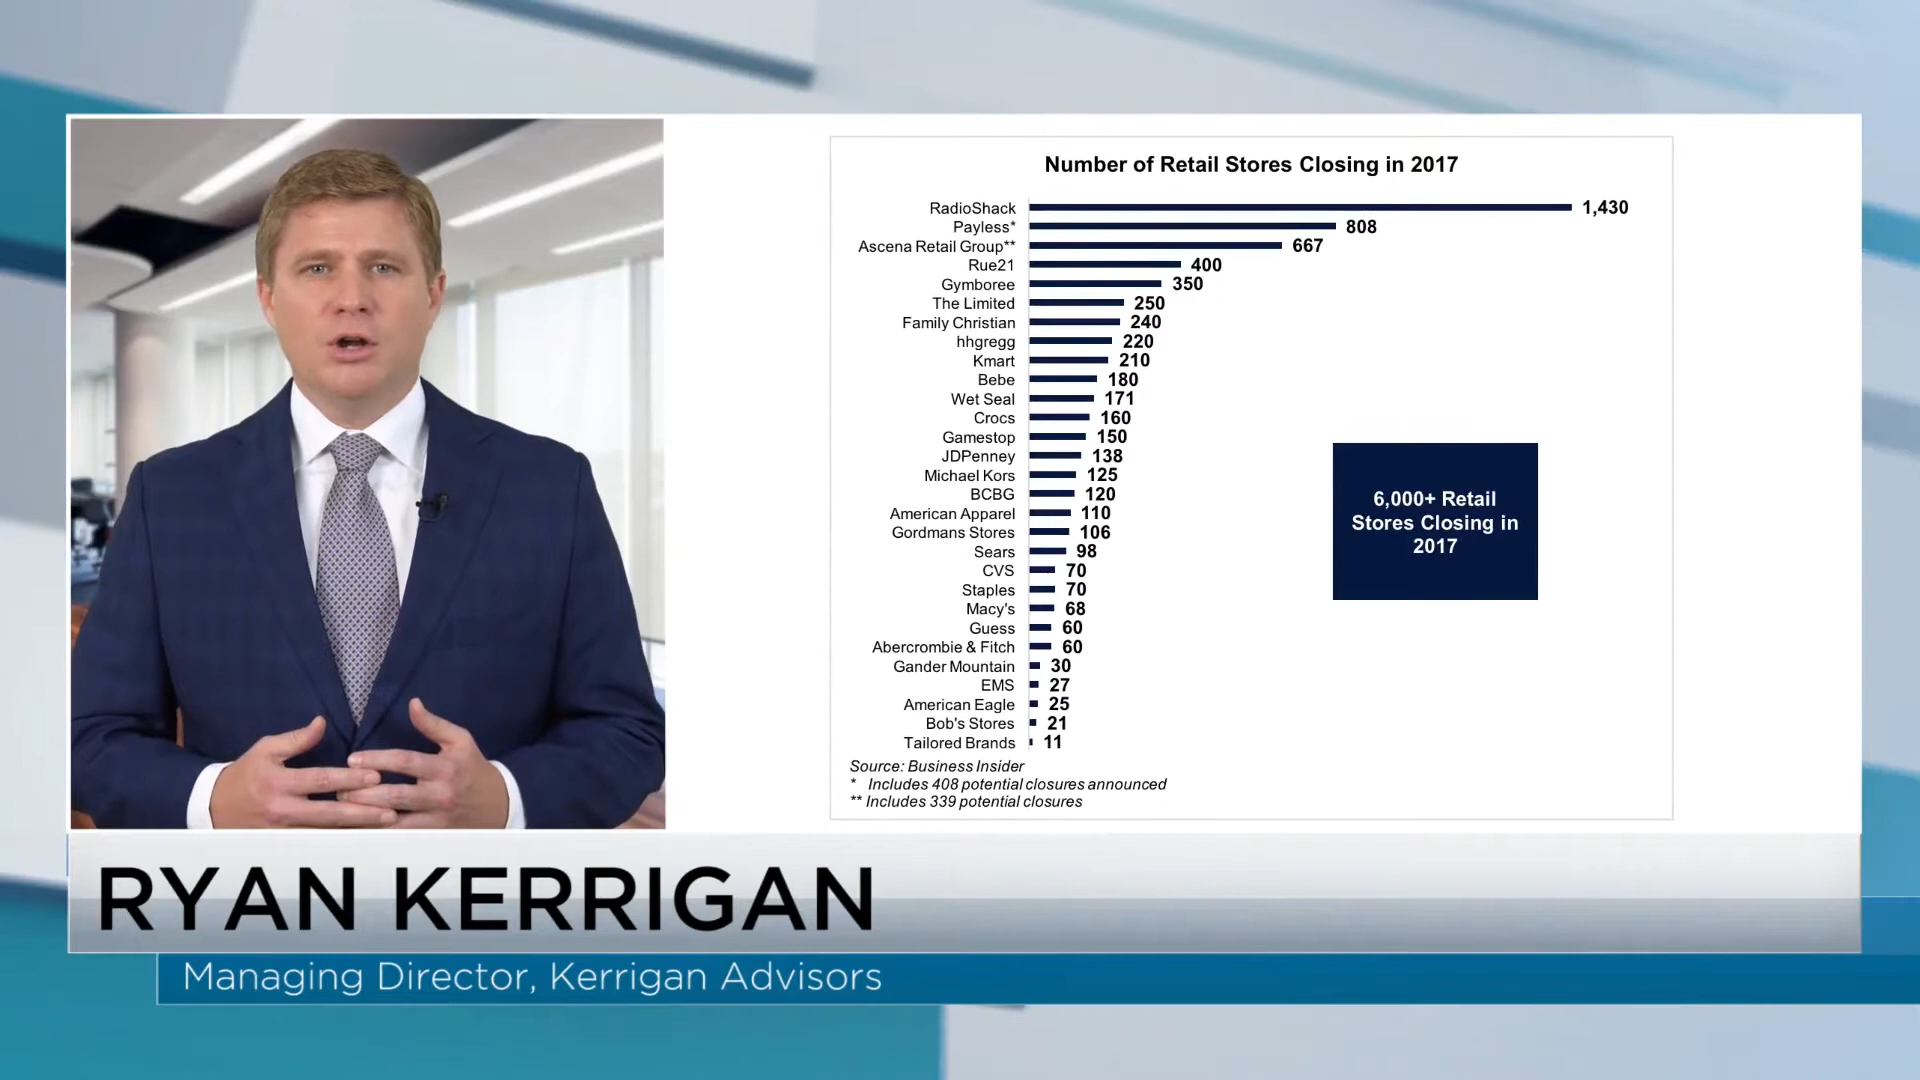 Number of Retail Stores Closing in 2017
RadioShack 1,430
Payless* 808
Ascena Retail Group** 667
Rue21 400
Gymboree 350
The Limited 250
Family Christian 240
hhgregg 220
Kmart 210
Bebe 180
Wet Seal 171
Crocs 160
Gamestop 150
JDPenney 138
Michael Kors 125
BCBG 120
American Apparel 110
Gordmans Stores 106
Sears 98
CVS 70
Staples 70
Macy's 68
Guess 60
Abercrombie & Fitch 60
Gander Mountain 30
EMS 27
American Eagle 25
Bob's Stores 21
Tailored Brands 11
6,000+ Retail
Stores Closing in
2017
Source: Business Insider
* Includes 408 potential closures announced
** Includes 339 potential closures
RYAN KERRIGAN
Managing Director, Kerrigan Advisors